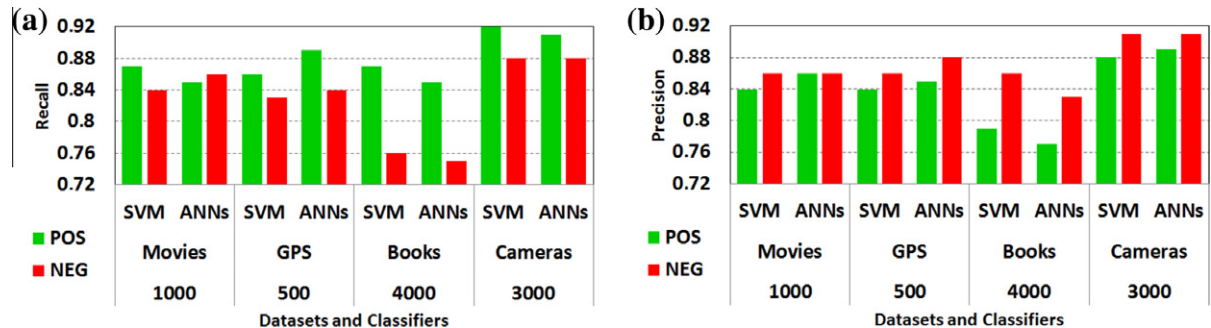 (a)
0.92
0.88
0.84
0.8
0.76
0.72
Recall
SVM ANNs SVM ANNs SVM ANNs SVM ANNs
POS
NEG
Movies GPS Books Cameras
1000 500 4000 3000
Datasets and Classifiers
(b)
0.92
0.88
0.84
0.8
0.76
0.72
Precision
SVM ANNs SVM ANNs SVM ANNs SVM ANNs
POS
NEG
Movies GPS Books Cameras
1000 500 4000 3000
Datasets and Classifiers